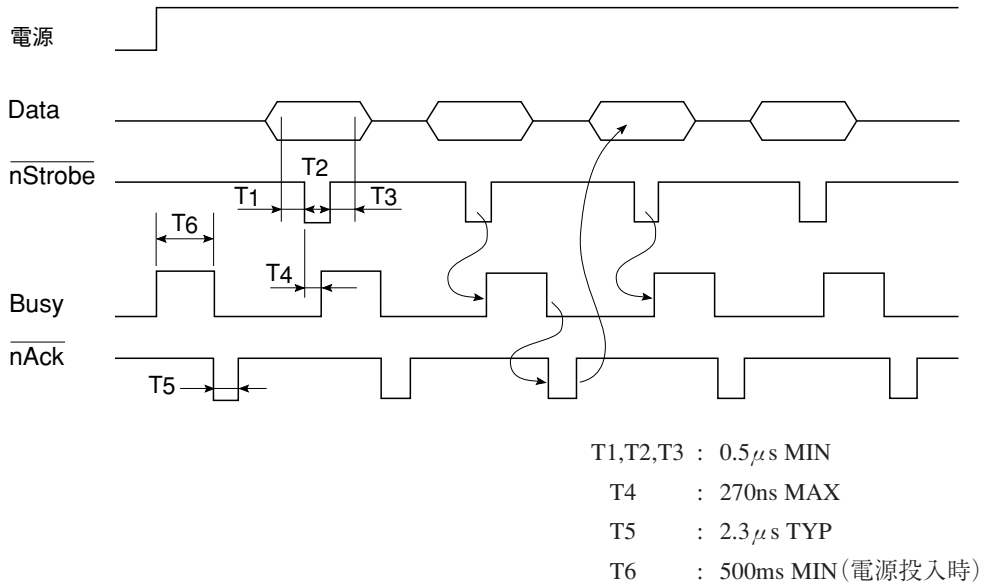 電源
Data
nStrobe
T2
T1
T3
T6
T4
Busy
nAck
T5
T1,T2,T3 : 0.5μs MIN
T4 : 270ns MAX
T5 : 2.3μs TYP
T6 : 500ms MIN(電源投入時)